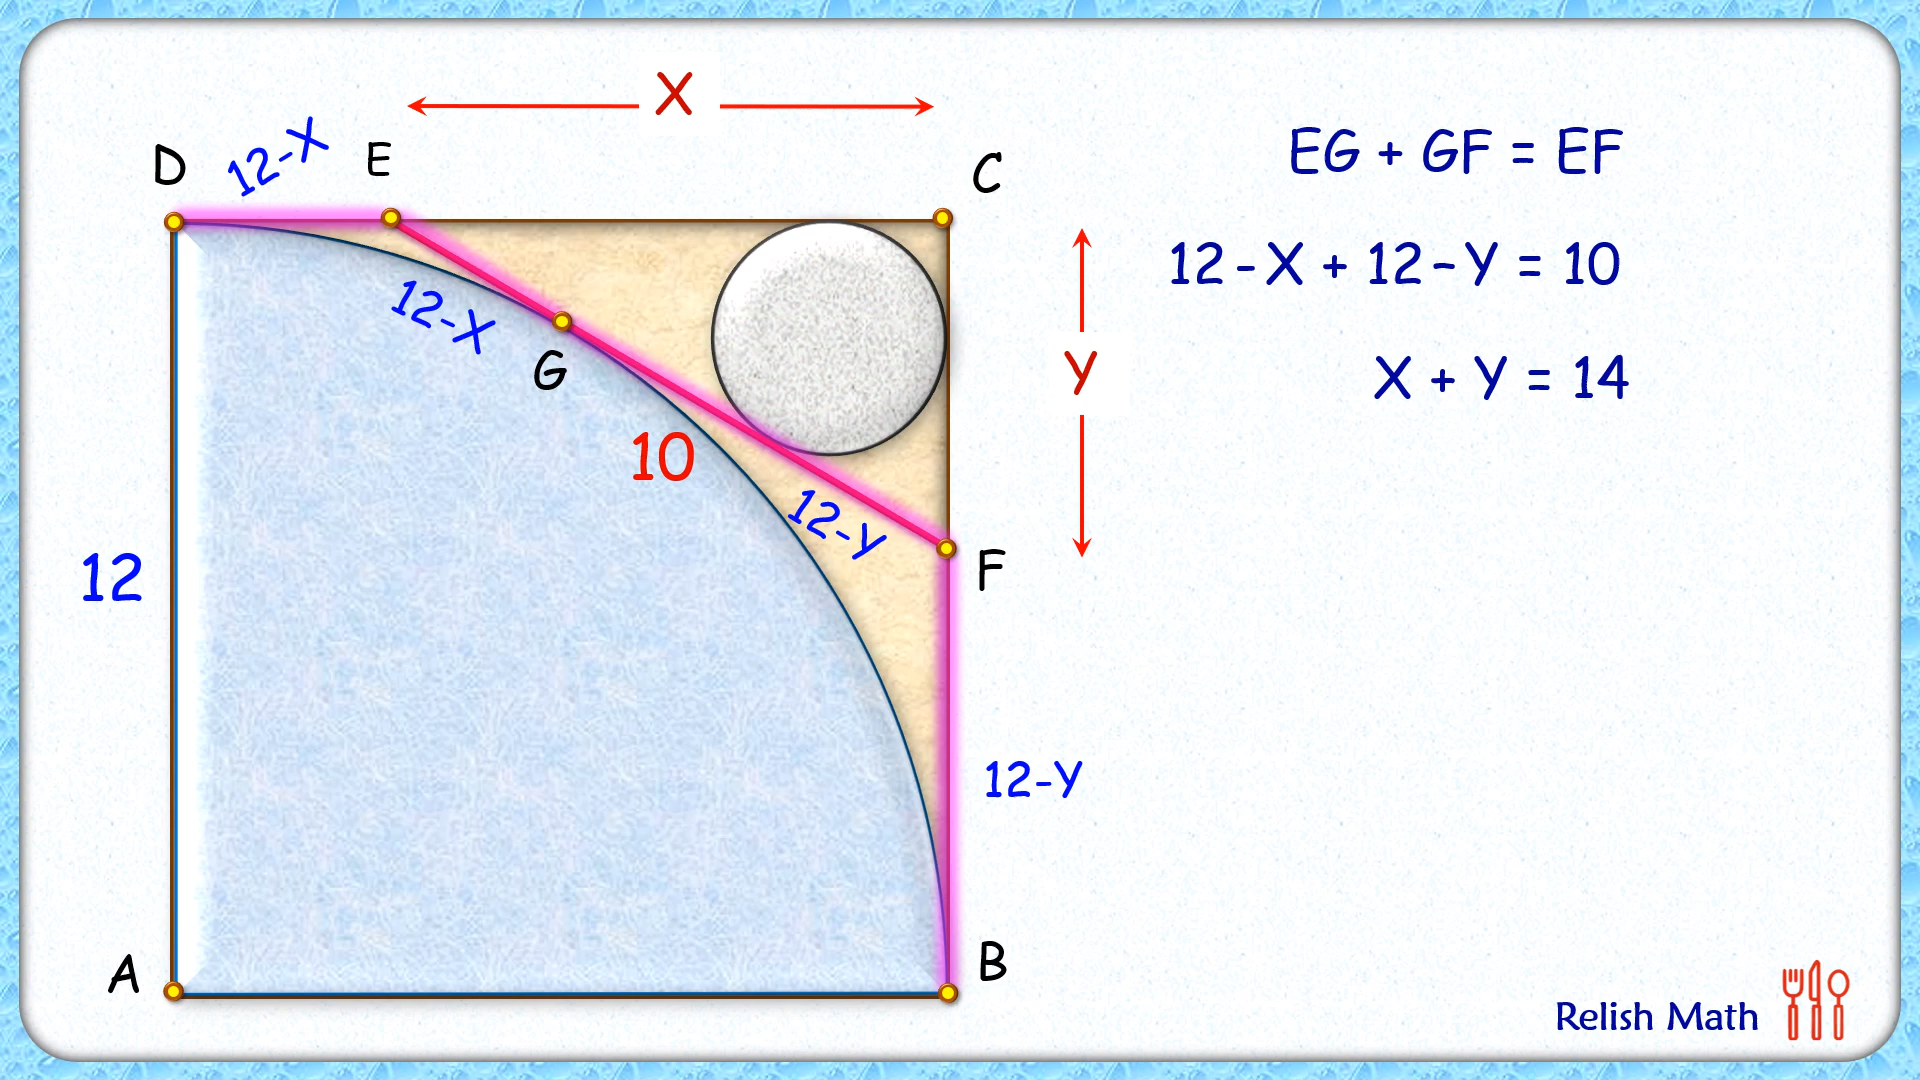 X
D 12-X E C
EG + GF = EF
12-X + 12-Y = 10
12-X
G
Y
X + Y = 14
10
12-Y
12
F
12-Y
A
B
Relish Math